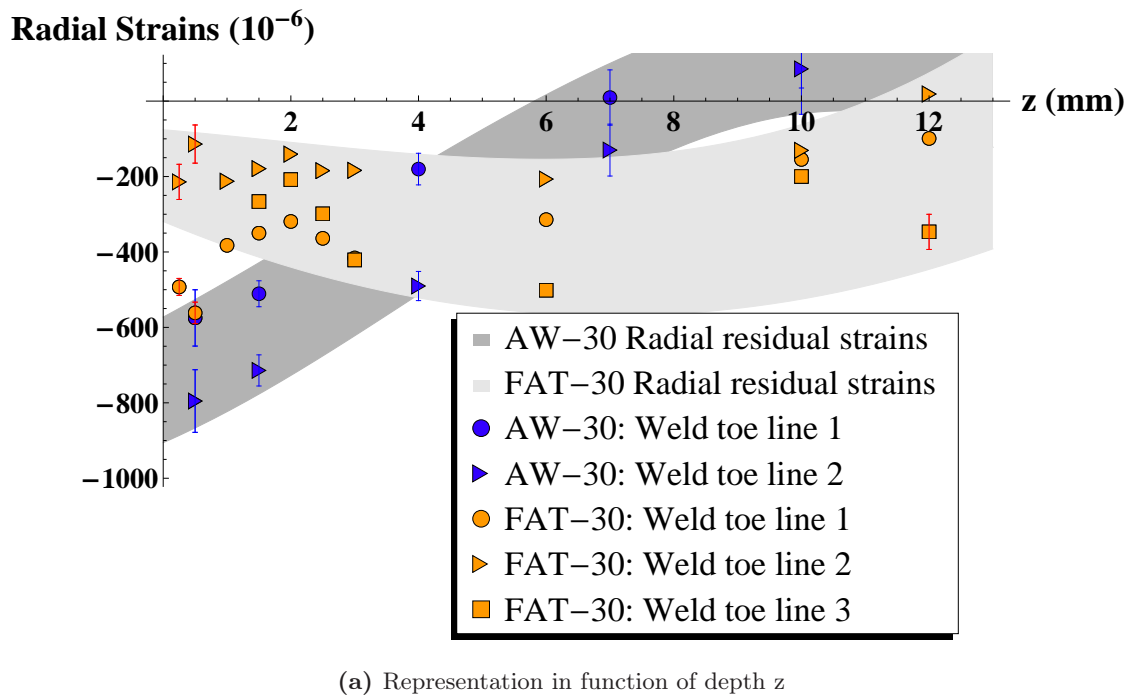 Radial Strains (10−6)
z (mm)
2 4 6 8 10 12
−200
−400
−600
−800
−1000
AW−30 Radial residual strains
FAT−30 Radial residual strains
AW−30: Weld toe line 1
AW−30: Weld toe line 2
FAT−30: Weld toe line 1
FAT−30: Weld toe line 2
FAT−30: Weld toe line 3
(a) Representation in function of depth z